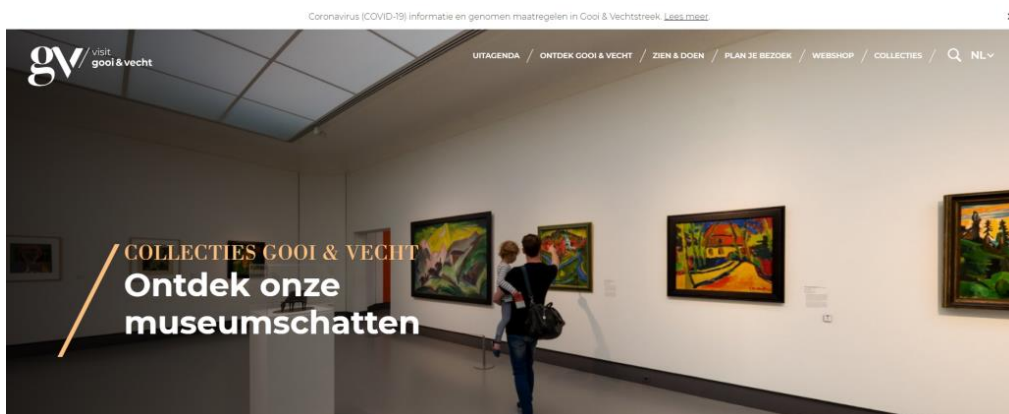 Coronavirus (COVID-19) informatie en genomen maatregelen in Gooi & Vechtstreek. Lees meer.
gv/ visit
gooi & vecht
UITAGENDA / ONTDEK GOOI & VECHT / ZIEN & DOEN / PLAN JE BEZOEK / WEBSHOP / COLLECTIES / NL
COLLECTIES GOOI & VECHT
Ontdek onze
museumschatten